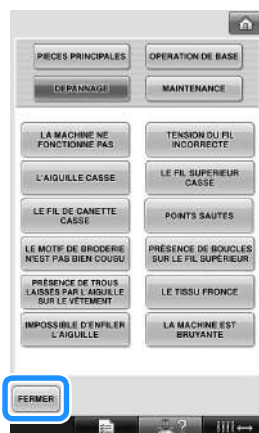 PIECES PRINCIPALES
OPERATION DE BASE
DEPANNAGE
MAINTENANCE
LA MACHINE NE
FONCTIONNE PAS
TENSION DU FIL
INCORRECTE
L'AIGUILLE CASSE
LE FIL SUPERIEUR
CASSE
LE FIL DE CANETTE
CASSE
POINTS SAUTES
LE MOTIF DE BRODERIE
N'EST PAS BIEN COUSU
PRÉSENCE DE BOUCLES
SUR LE FIL SUPÉRIEUR
PRÉSENCE DE TROUS
LAISSÉS PAR L'AIGUILLE
SUR LE VÊTEMENT
LE TISSU FRONCE
IMPOSSIBLE D'ENFILER
L'AIGUILLE
LA MACHINE EST
BRUYANTE
FERMER
?